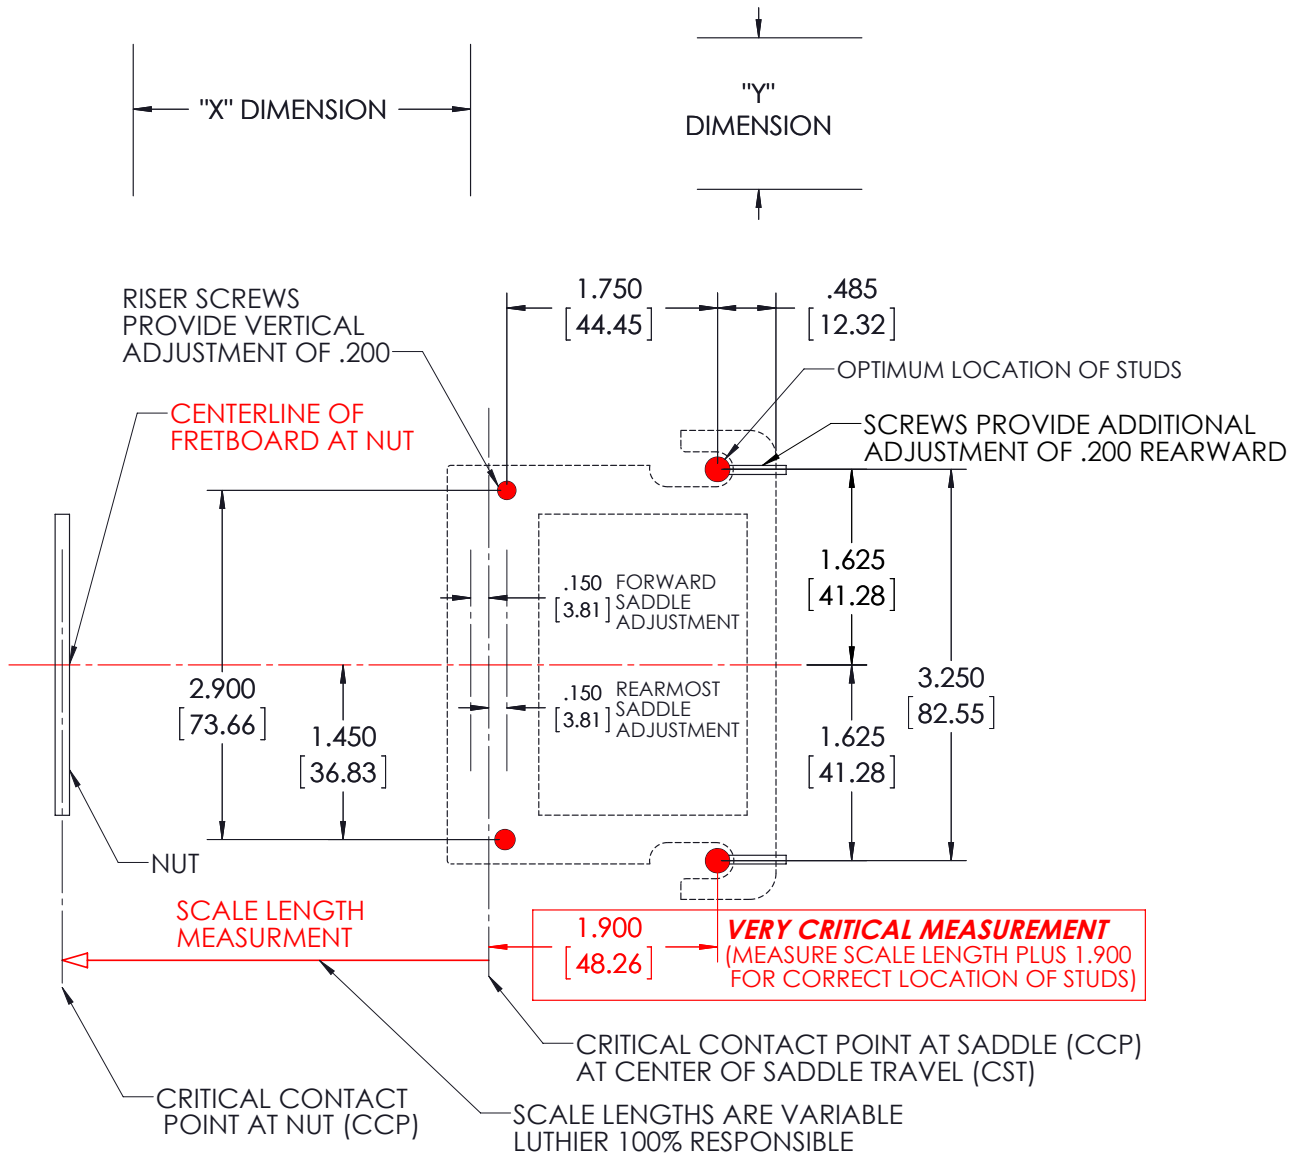 "X" DIMENSION
"Y"
DIMENSION
RISER SCREWS
PROVIDE VERTICAL
ADJUSTMENT OF .200
1.750
[44.45]
.485
[12.32]
OPTIMUM LOCATION OF STUDS
CENTERLINE OF
FRETBOARD AT NUT
SCREWS PROVIDE ADDITIONAL
ADJUSTMENT OF .200 REARWARD
.150
[3.81]
FORWARD
SADDLE
ADJUSTMENT
1.625
[41.28]
2.900
[73.66]
1.450
[36.83]
.150
[3.81]
REARMOST
SADDLE
ADJUSTMENT
3.250
[82.55]
1.625
[41.28]
NUT
SCALE LENGTH
MEASURMENT
1.900
[48.26]
VERY CRITICAL MEASUREMENT
(MEASURE SCALE LENGTH PLUS 1.900
FOR CORRECT LOCATION OF STUDS)
CRITICAL CONTACT POINT AT SADDLE (CCP)
AT CENTER OF SADDLE TRAVEL (CST)
CRITICAL CONTACT
POINT AT NUT (CCP)
SCALE LENGTHS ARE VARIABLE
LUTHIER 100% RESPONSIBLE